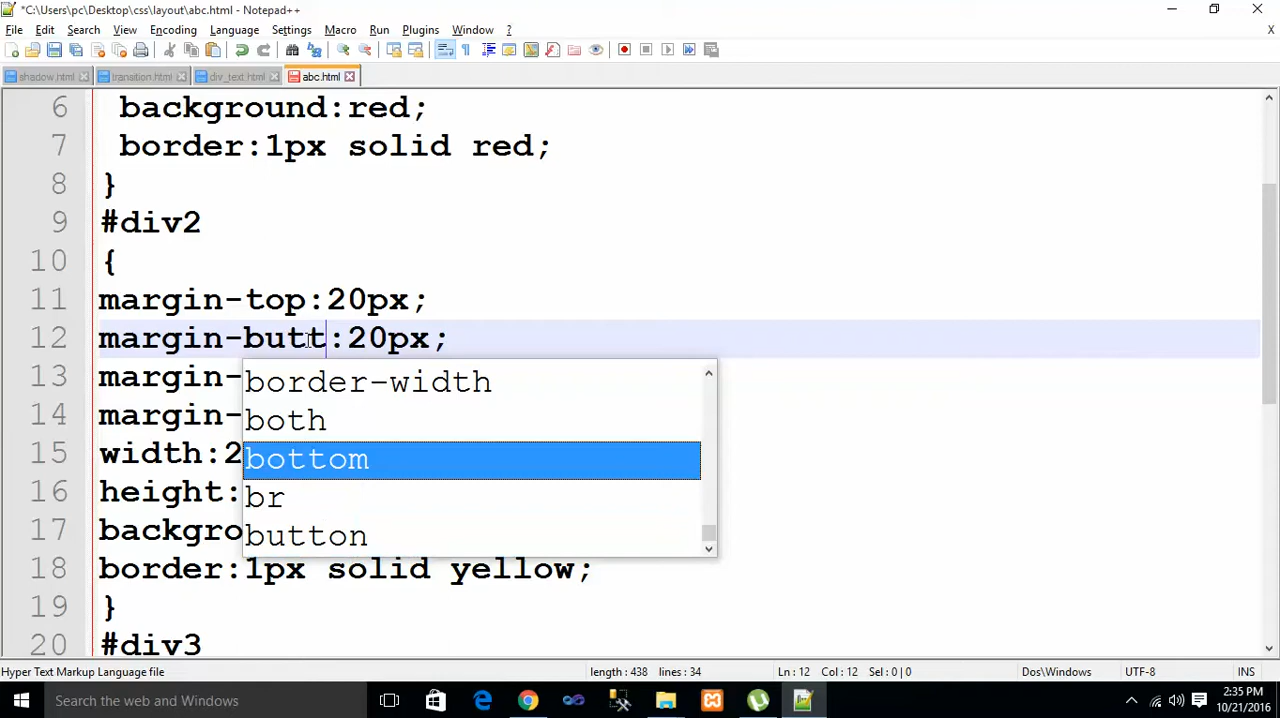 *C:\Users\pc\Desktop\css\layout\abc.html - Notepad++
File Edit Search View Encoding Language Settings Macro Run Plugins Window ? X
shadow.html transition.html div_text.html abc.html
6 background:red;
7 border:1px solid red;
8 }
9 #div2
10 {
11 margin-top:20px;
12 margin-butt:20px;
13 margin-
14 margin-
15 width:2
16 height:
17 backgro
18 border:1px solid yellow;
19 }
20 #div3
border-width
both
bottom
br
button
Hyper Text Markup Language file length : 438 lines : 34 Ln : 12 Col : 12 Sel : 0 | 0 Dos\Windows UTF-8 INS
Search the web and Windows
2:35 PM
10/21/2016